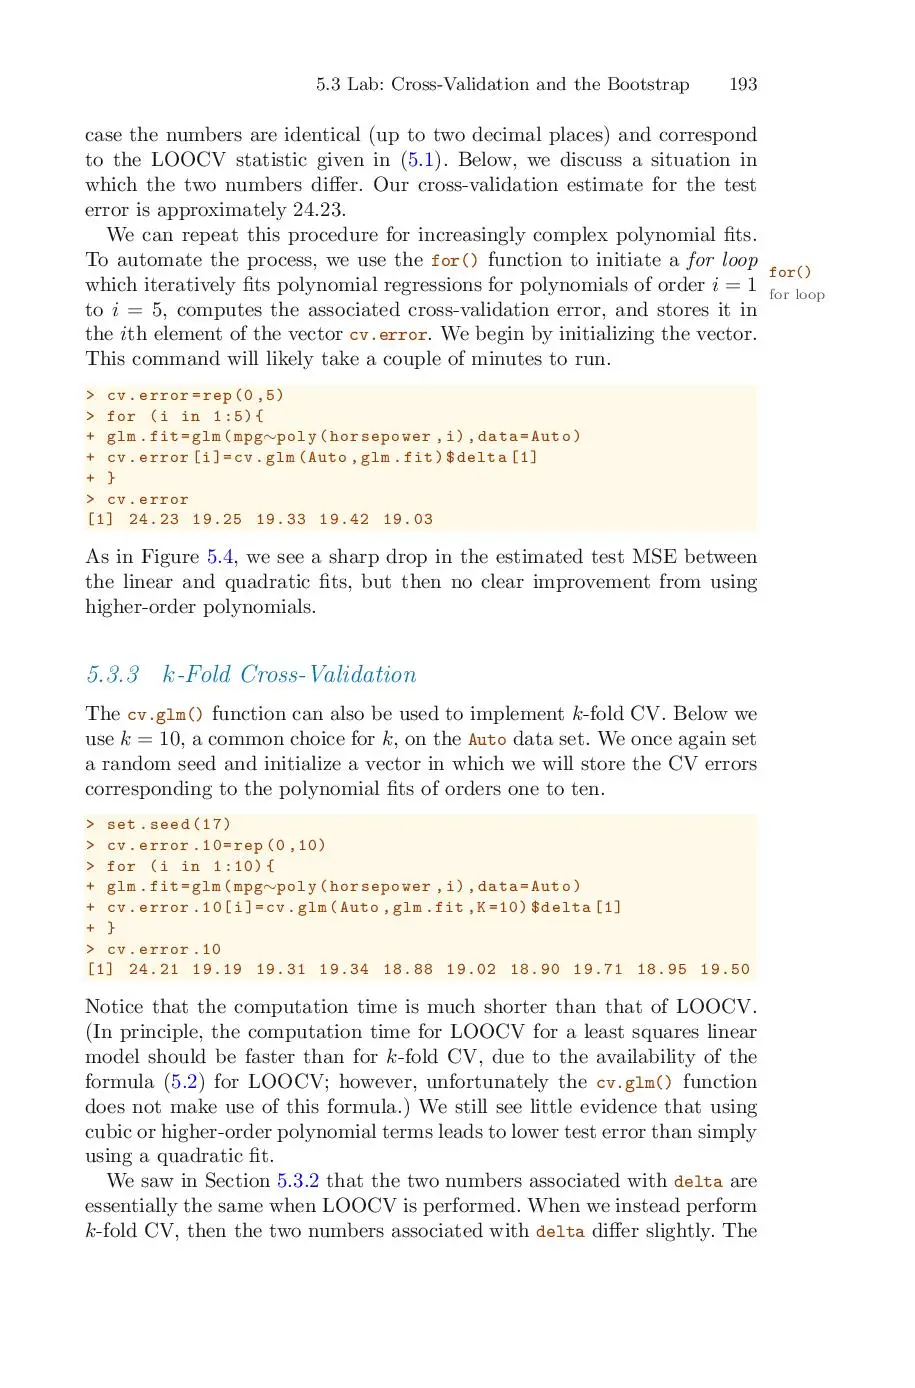 5.3 Lab: Cross-Validation and the Bootstrap 193
case the numbers are identical (up to two decimal places) and correspond
to the LOOCV statistic given in (5.1). Below, we discuss a situation in
which the two numbers differ. Our cross-validation estimate for the test
error is approximately 24.23.
We can repeat this procedure for increasingly complex polynomial fits.
To automate the process, we use the for() function to initiate a for loop
for()
which iteratively fits polynomial regressions for polynomials of order i = 1
for loop
to i = 5, computes the associated cross-validation error, and stores it in
the ith element of the vector cv.error. We begin by initializing the vector.
This command will likely take a couple of minutes to run.
> cv.error=rep(0,5)
> for (i in 1:5){
+ glm.fit=glm(mpg∼poly(horsepower,i),data=Auto)
+ cv.error[i]=cv.glm(Auto,glm.fit)$delta[1]
+ }
> cv.error
[1] 24.23 19.25 19.33 19.42 19.03
As in Figure 5.4, we see a sharp drop in the estimated test MSE between
the linear and quadratic fits, but then no clear improvement from using
higher-order polynomials.
5.3.3 k-Fold Cross-Validation
The cv.glm() function can also be used to implement k-fold CV. Below we
use k = 10, a common choice for k, on the Auto data set. We once again set
a random seed and initialize a vector in which we will store the CV errors
corresponding to the polynomial fits of orders one to ten.
> set.seed(17)
> cv.error.10=rep(0,10)
> for (i in 1:10){
+ glm.fit=glm(mpg∼poly(horsepower,i),data=Auto)
+ cv.error.10[i]=cv.glm(Auto,glm.fit,K=10)$delta[1]
+ }
> cv.error.10
[1] 24.21 19.19 19.31 19.34 18.88 19.02 18.90 19.71 18.95 19.50
Notice that the computation time is much shorter than that of LOOCV.
(In principle, the computation time for LOOCV for a least squares linear
model should be faster than for k-fold CV, due to the availability of the
formula (5.2) for LOOCV; however, unfortunately the cv.glm() function
does not make use of this formula.) We still see little evidence that using
cubic or higher-order polynomial terms leads to lower test error than simply
using a quadratic fit.
We saw in Section 5.3.2 that the two numbers associated with delta are
essentially the same when LOOCV is performed. When we instead perform
k-fold CV, then the two numbers associated with delta differ slightly. The